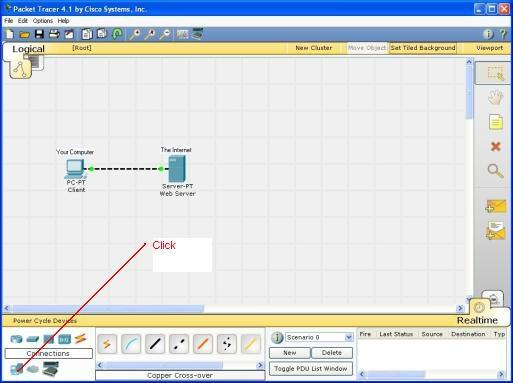 Packet Tracer 4.1 by Cisco Systems, Inc.
File Edit Options Help
Logical [Root] New Cluster Move Object Set Tiled Background Viewport
Your Computer The Internet
PC-PT Server-PT
Client Web Server
Click
Realtime
Power Cycle Devices
Connections
Copper Cross-over
Scenario 0
New Delete
Toggle PDU List Window
Fire Last Status Source Destination Typ